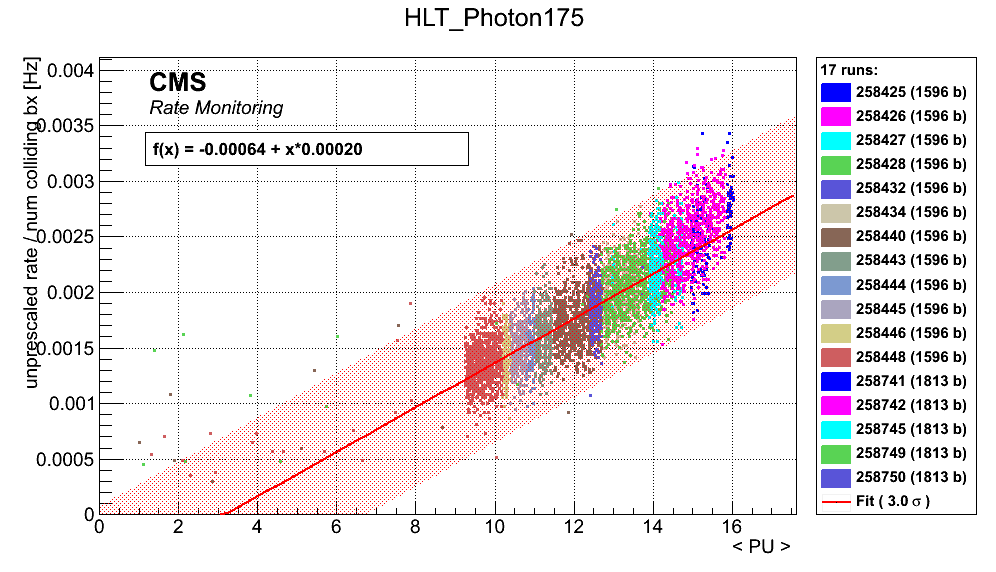 HLT_Photon175
unprescaled rate / num colliding bx [Hz]
0.004
0.0035
0.003
0.0025
0.002
0.0015
0.001
0.0005
0
CMS
Rate Monitoring
f(x) = -0.00064 + x*0.00020
0 2 4 6 8 10 12 14 16
< PU >
17 runs:
258425 (1596 b)
258426 (1596 b)
258427 (1596 b)
258428 (1596 b)
258432 (1596 b)
258434 (1596 b)
258440 (1596 b)
258443 (1596 b)
258444 (1596 b)
258445 (1596 b)
258446 (1596 b)
258448 (1596 b)
258741 (1813 b)
258742 (1813 b)
258745 (1813 b)
258749 (1813 b)
258750 (1813 b)
Fit ( 3.0 σ )